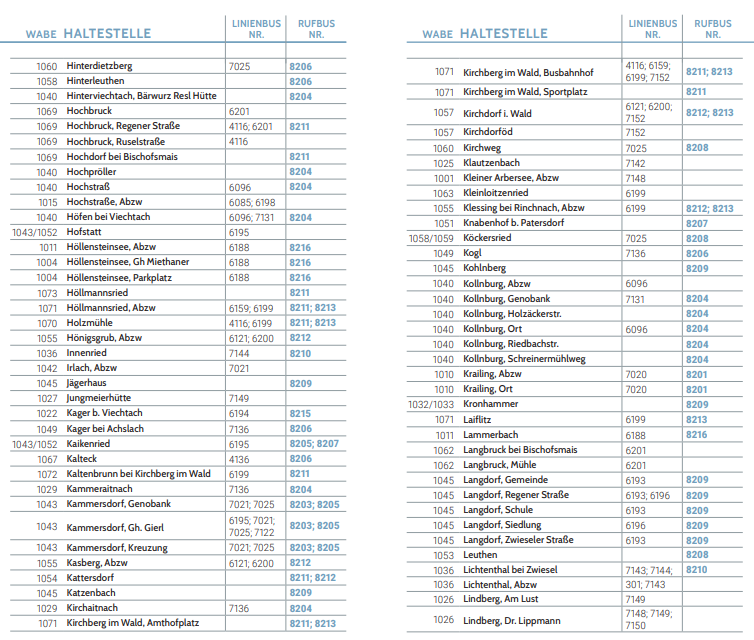 WABE HALTESTELLE LINIENBUS NR. RUFBUS NR.
1060 Hinterdietzberg 7025 8206
1058 Hinterleuthen 8206
1040 Hinterviechtach, Bärwurz Resl Hütte 8204
1069 Hochbruck 6201
1069 Hochbruck, Regener Straße 4116; 6201 8211
1069 Hochbruck, Ruselstraße 4116
1069 Hochdorf bei Bischofsmais 8211
1040 Hochpröller 8204
1040 Hochstraß 6096 8204
1015 Hochstraße, Abzw 6085; 6198
1040 Höfen bei Viechtach 6096; 7131 8204
1043/1052 Hofstatt 6195
1011 Höllensteinsee, Abzw 6188 8216
1004 Höllensteinsee, Gh Miethaner 6188 8216
1004 Höllensteinsee, Parkplatz 6188 8216
1073 Höllmannsried 8211
1071 Höllmannsried, Abzw 6159; 6199 8211; 8213
1070 Holzmühle 4116; 6199 8211; 8213
1055 Hönigsgrub, Abzw 6121; 6200 8212
1036 Innenried 7144 8210
1042 Irlach, Abzw 7021
1045 Jägerhaus 8209
1027 Jungmeierhütte 7149
1022 Kager b. Viechtach 6194 8215
1049 Kager bei Achslach 7136 8206
1043/1052 Kaikenried 6195 8205; 8207
1067 Kalteck 4136 8206
1072 Kaltenbrunn bei Kirchberg im Wald 6199 8211
1029 Kammeraitnach 7136 8204
1043 Kammersdorf, Genobank 7021; 7025 8203; 8205
1043 Kammersdorf, Gh. Gierl 6195; 7021; 7025; 7122 8203; 8205
1043 Kammersdorf, Kreuzung 7021; 7025 8203; 8205
1055 Kasberg, Abzw 6121; 6200 8212
1054 Kattersdorf 8211; 8212
1045 Katzenbach 8209
1029 Kirchaitnach 7136 8204
1071 Kirchberg im Wald, Amthofplatz 8211; 8213
WABE HALTESTELLE LINIENBUS NR. RUFBUS NR.
1071 Kirchberg im Wald, Busbahnhof 4116; 6159; 6199; 7152 8211; 8213
1071 Kirchberg im Wald, Sportplatz 8211
1057 Kirchdorf i. Wald 6121; 6200; 7152 8212; 8213
1057 Kirchdorföd 7152
1060 Kirchweg 7025 8208
1025 Klautzenbach 7142
1001 Kleiner Arbersee, Abzw 7148
1063 Kleinloitzenried 6199
1055 Klessing bei Rinchnach, Abzw 6199 8212; 8213
1051 Knabenhof b. Patersdorf 8207
1058/1059 Köckersried 7025 8208
1049 Kogl 7136 8206
1045 Kohlnberg 8209
1040 Kollnburg, Abzw 6096
1040 Kollnburg, Genobank 7131 8204
1040 Kollnburg, Holzäckerstr. 8204
1040 Kollnburg, Ort 6096 8204
1040 Kollnburg, Riedbachstr. 8204
1040 Kollnburg, Schreinermühlweg 8204
1010 Krailing, Abzw 7020 8201
1010 Krailing, Ort 7020 8201
1032/1033 Kronhammer 8209
1071 Laiflitz 6199 8213
1011 Lammerbach 6188 8216
1062 Langbruck bei Bischofsmais 6201
1062 Langbruck, Mühle 6201
1045 Langdorf, Gemeinde 6193 8209
1045 Langdorf, Regener Straße 6193; 6196 8209
1045 Langdorf, Schule 6193 8209
1045 Langdorf, Siedlung 6196 8209
1045 Langdorf, Zwieseler Straße 6193 8209
1053 Leuthen 8208
1036 Lichtenthal bei Zwiesel 7143; 7144; 8210
1036 Lichtenthal, Abzw 301; 7143
1026 Lindberg, Am Lust 7149
1026 Lindberg, Dr. Lippmann 7148; 7149; 7150